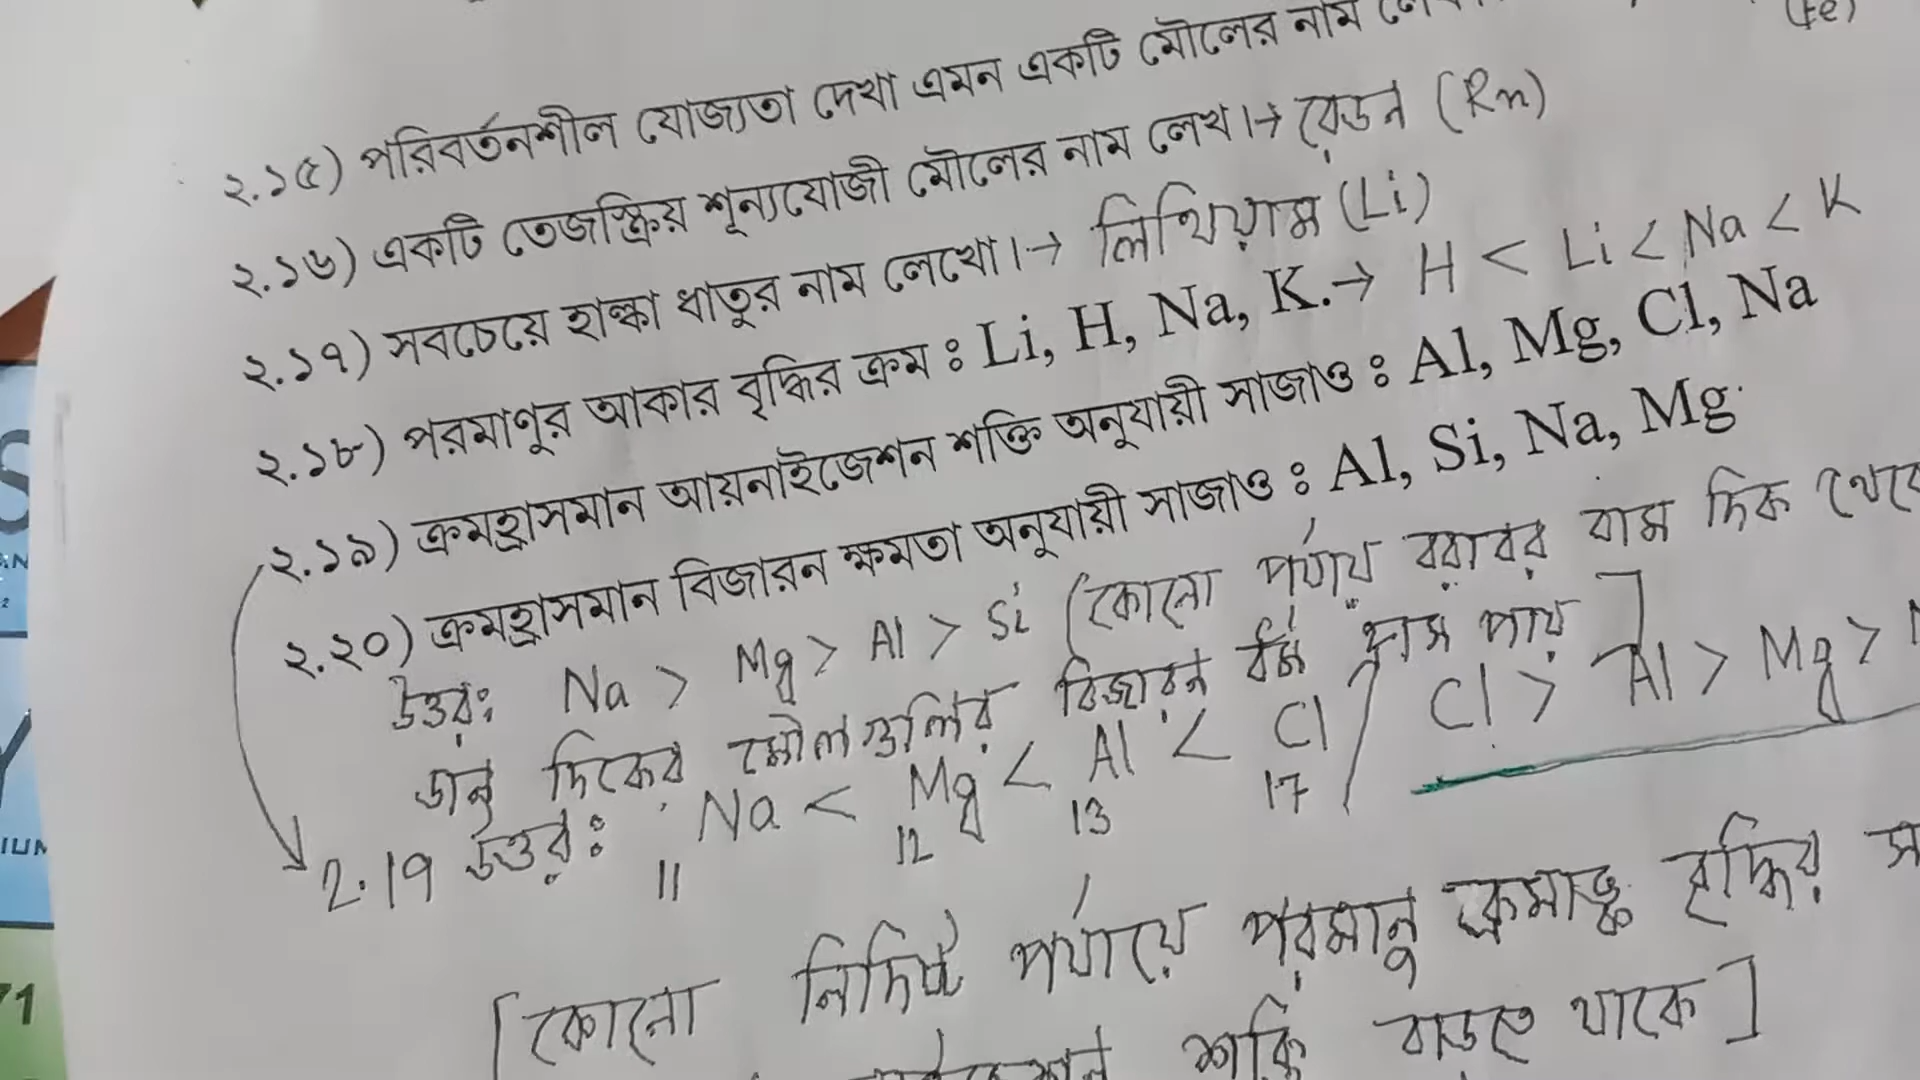 (Fe)
২.১৫) পরিবর্তনশীল যোজ্যতা দেখা এমন একটি মৌলের নাম
২.১৬) একটি তেজস্ক্রিয় শূন্যযোজী মৌলের নাম লেখ।→ রেডন (Rn)
২.১৭) সবচেয়ে হাল্কা ধাতুর নাম লেখো।→ লিথিয়াম (Li)
২.১৮) পরমাণুর আকার বৃদ্ধির ক্রম ঃ Li, H, Na, K.→ H < Li < Na < K
২.১৯) ক্রমহ্রাসমান আয়নাইজেশন শক্তি অনুযায়ী সাজাও ঃ Al, Mg, Cl, Na
২.২০) ক্রমহ্রাসমান বিজারন ক্ষমতা অনুযায়ী সাজাও ঃ Al, Si, Na, Mg
উত্তর: Na > Mg > Al > Si [কোনো পর্যায় বরাবর বাম দিক
ডান দিকের মৌলগুলির বিজারন ধর্ম হ্রাস পায়]
2.19 উত্তর: Na < Mg < Al < Cl / Cl > Al > Mg >
11 12 13 17
[কোনো নির্দিষ্ট পর্যায়ে পরমানু ক্রমাঙ্ক বৃদ্ধির
শক্তি বাড়তে থাকে]
S
Y
IUM
71